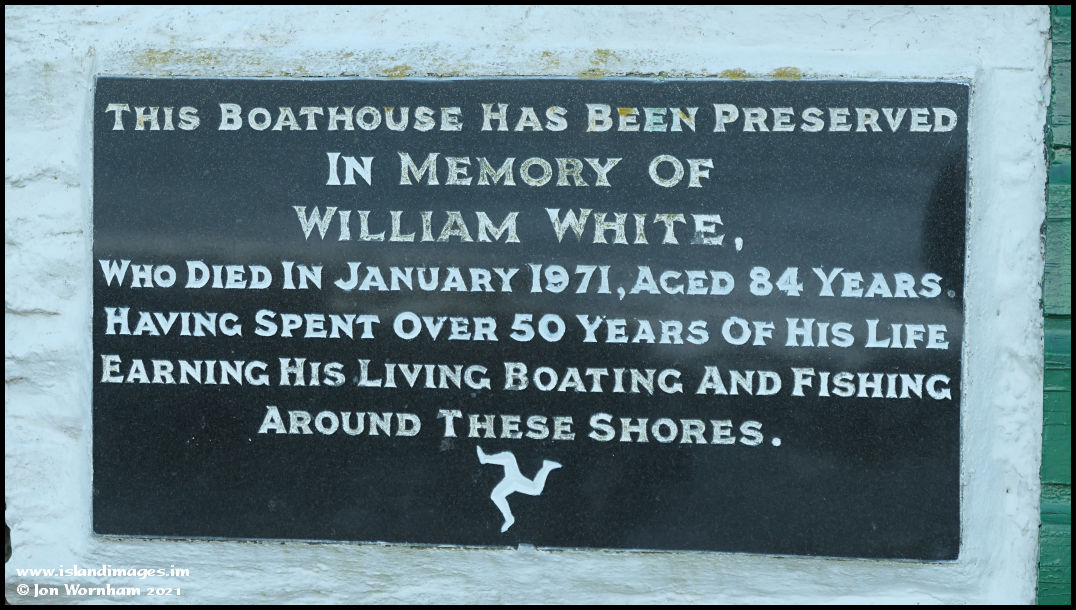 This Boathouse Has Been Preserved
In Memory Of
William White,
Who Died In January 1971, Aged 84 Years.
Having Spent Over 50 Years Of His Life
Earning His Living Boating And Fishing
Around These Shores.
www.islandimages.im
© Jon Wornham 2021